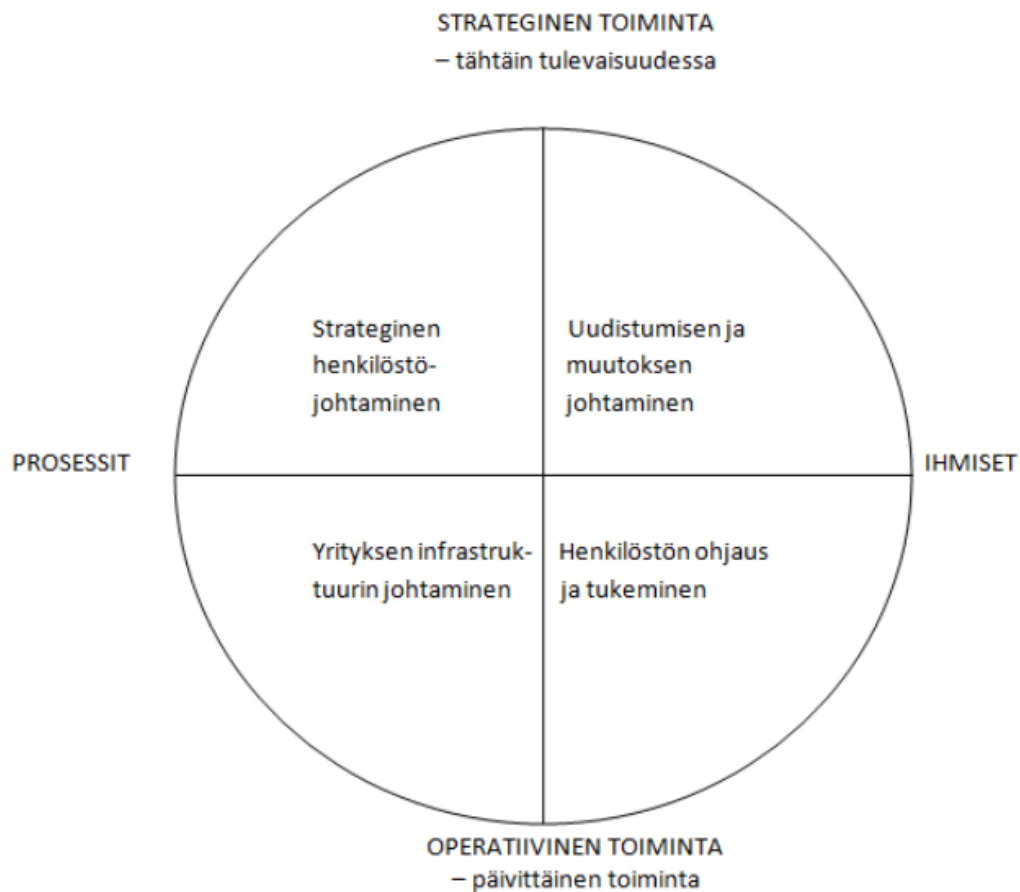 STRATEGINEN TOIMINTA
– tähtäin tulevaisuudessa
Strateginen
henkilöstö-
johtaminen
Uudistumisen ja
muutoksen
johtaminen
PROSESSIT
IHMISET
Yrityksen infrastruk-
tuurin johtaminen
Henkilöstön ohjaus
ja tukeminen
OPERATIIVINEN TOIMINTA
– päivittäinen toiminta